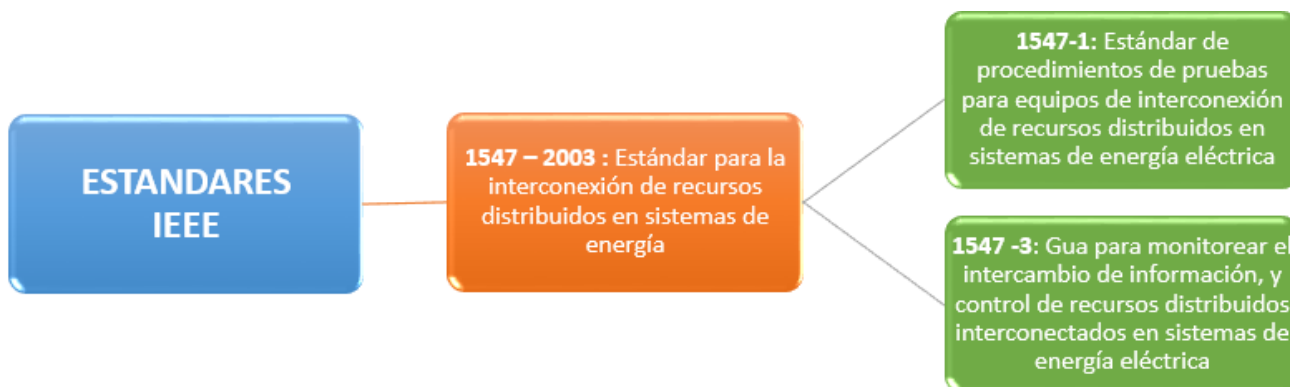 ESTANDARES
IEEE
1547 – 2003 : Estándar para la
interconexión de recursos
distribuidos en sistemas de
energía
1547-1: Estándar de
procedimientos de pruebas
para equipos de interconexión
de recursos distribuidos en
sistemas de energía eléctrica
1547 -3: Gua para monitorear el
intercambio de información, y
control de recursos distribuidos
interconectados en sistemas de
energía eléctrica